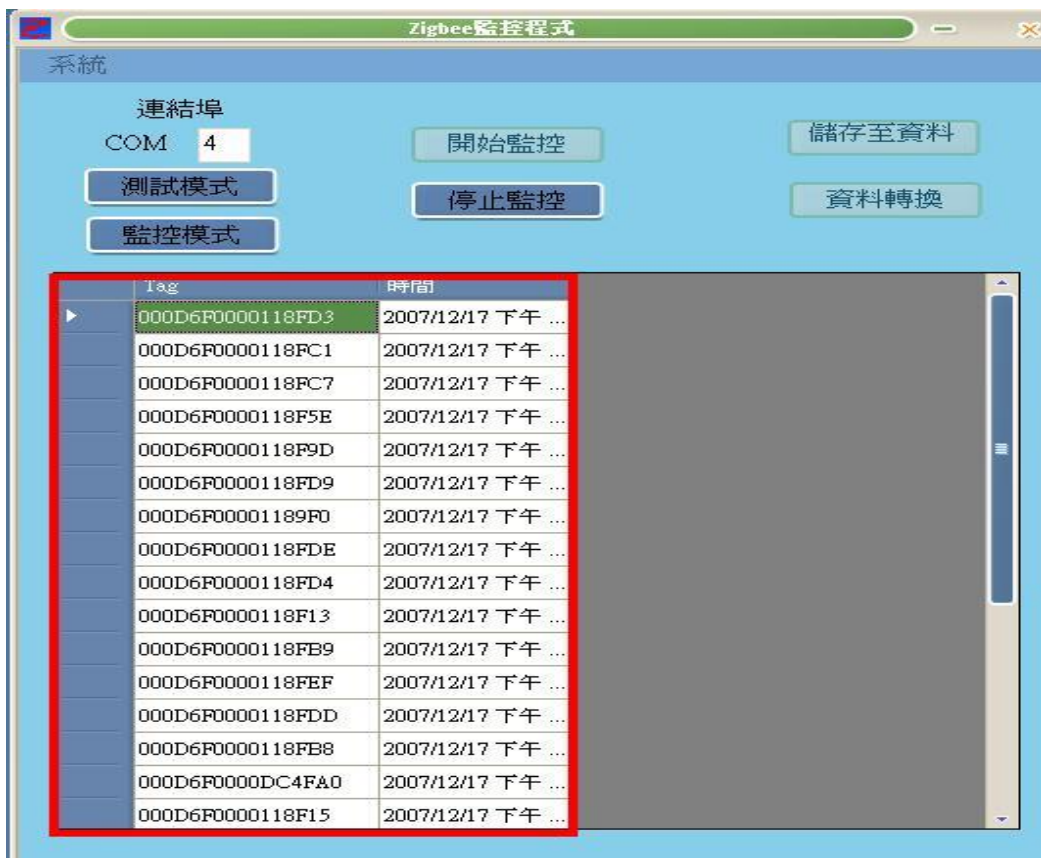 Zigbee監控程式
系統
連結埠
COM 4
測試模式
監控模式
開始監控
停止監控
儲存至資料
資料轉換
Tag 時間
000D6F0000118FD3 2007/12/17 下午 ...
000D6F0000118FC1 2007/12/17 下午 ...
000D6F0000118FC7 2007/12/17 下午 ...
000D6F0000118F5E 2007/12/17 下午 ...
000D6F0000118F9D 2007/12/17 下午 ...
000D6F0000118FD9 2007/12/17 下午 ...
000D6F00001189F0 2007/12/17 下午 ...
000D6F0000118FDE 2007/12/17 下午 ...
000D6F0000118FD4 2007/12/17 下午 ...
000D6F0000118F13 2007/12/17 下午 ...
000D6F0000118FB9 2007/12/17 下午 ...
000D6F0000118FEF 2007/12/17 下午 ...
000D6F0000118FDD 2007/12/17 下午 ...
000D6F0000118FB8 2007/12/17 下午 ...
000D6F0000DC4FA0 2007/12/17 下午 ...
000D6F0000118F15 2007/12/17 下午 ...